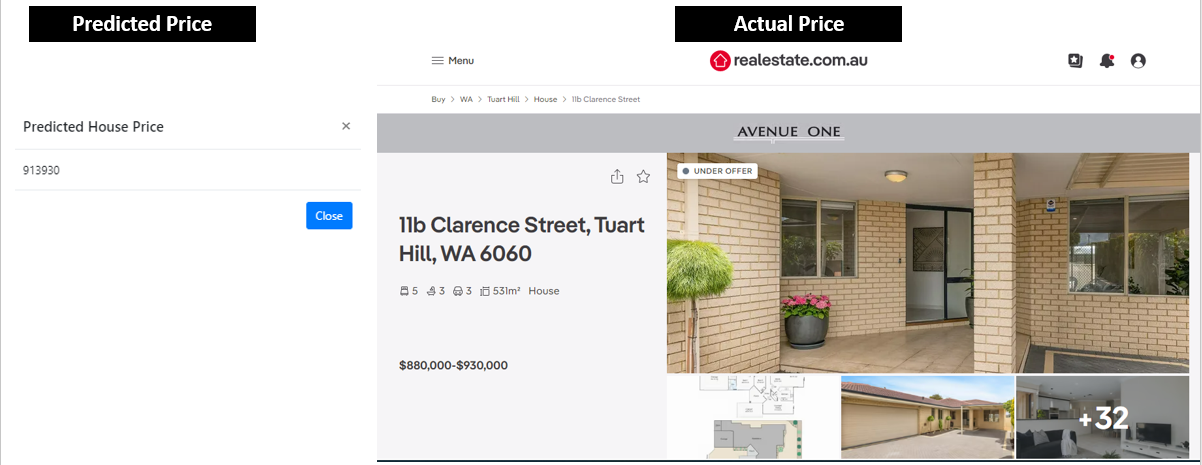 Predicted Price
Actual Price
Menu
realestate.com.au
Buy > WA > Tuart Hill > House > 11b Clarence Street
Predicted House Price ×
AVENUE ONE
913930
UNDER OFFER
Close
11b Clarence Street, Tuart
Hill, WA 6060
5 3 3 531m² House
$880,000-$930,000
+32